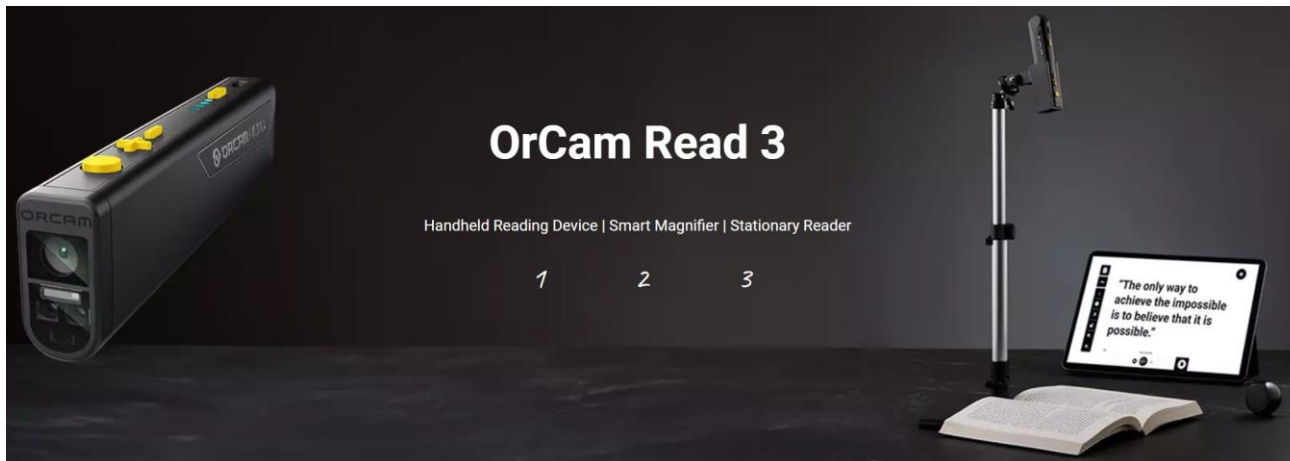 OrCam Read 3
Handheld Reading Device | Smart Magnifier | Stationary Reader
1 2 3
ORCAM
ORCAM
"The only way to
achieve the impossible
is to believe that it is
possible."